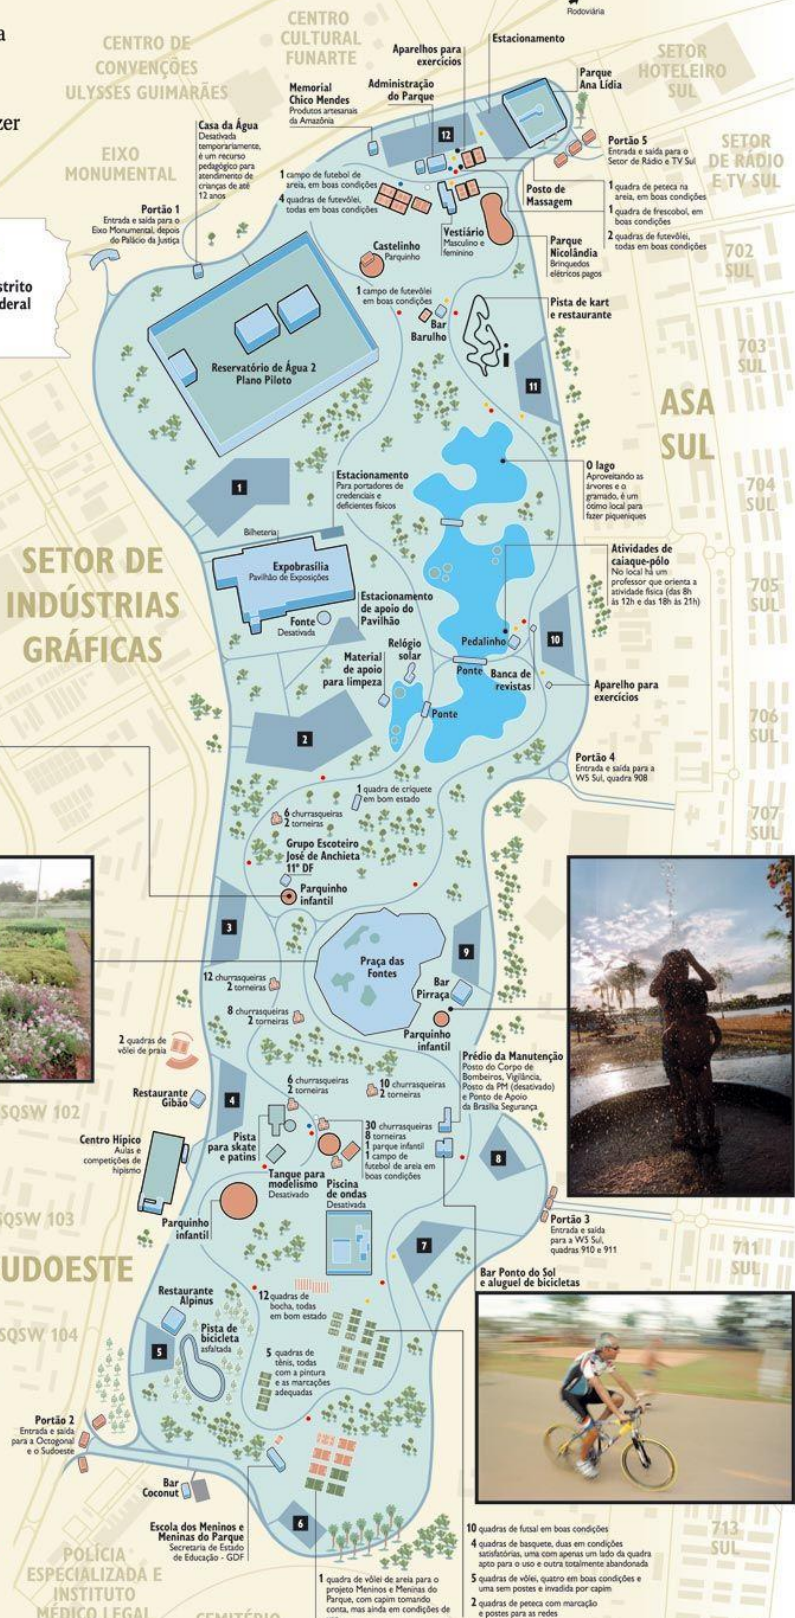 a
Rodoviária
zer
CENTRO DE
CONVENÇÕES
ULYSSES GUIMARÃES
CENTRO
CULTURAL
FUNARTE
Aparelhos para
exercícios
Estacionamento
SETOR
HOTELEIRO
SUL
Memorial
Chico Mendes
Produtos artesanais
da Amazônia
Administração
do Parque
Parque
Ana Lídia
Casa da Água
Desativada
temporariamente,
é um recurso
pedagógico para
atendimento de
crianças de até
12 anos
12
Portão 5
Entrada e saída para o
Setor de Rádio e TV Sul
SETOR
DE RÁDIO
E TV SUL
EIXO
MONUMENTAL
1 campo de futebol de
areia, em boas condições
4 quadras de futevôlei,
todas em boas condições
Posto de
Massagem
1 quadra de peteca na
areia, em boas condições
1 quadra de frescobol, em
boas condições
2 quadras de futevôlei,
todas em boas condições
Portão 1
Entrada e saída para o
Eixo Monumental, depois
do Palácio da Justiça
Castelinho
Parquinho
Vestiário
Masculino e
feminino
Parque
Nicolândia
Brinquedos
elétricos pagos
702
SUL
strito
deral
1 campo de futevôlei
em boas condições
Bar
Barulho
Pista de kart
e restaurante
703
SUL
Reservatório de Água 2
Plano Piloto
11
ASA
SUL
1
Estacionamento
Para portadores de
credenciais e
deficientes físicos
O lago
Aproveitando as
árvores e o
gramado, é um
ótimo local para
fazer piqueniques
704
SUL
Bilheteria
SETOR DE
INDÚSTRIAS
GRÁFICAS
Expobrasília
Pavilhão de Exposições
Atividades de
caiaque-pólo
No local há um
professor que orienta a
atividade física (das 8h
às 12h e das 18h às 21h)
705
SUL
Estacionamento
de apoio do
Pavilhão
Fonte
Desativada
Relógio
solar
Pedalinho
10
Material
de apoio
para limpeza
Ponte
Banca de
revistas
Aparelho para
exercícios
Ponte
706
SUL
2
Portão 4
Entrada e saída para a
W5 Sul, quadra 908
1 quadra de críquete
em bom estado
6 churrasqueiras
2 torneiras
707
SUL
Grupo Escoteiro
José de Anchieta
11º DF
Parquinho
infantil
3
9
Praça das
Fontes
12 churrasqueiras
2 torneiras
Bar
Pirraça
8 churrasqueiras
2 torneiras
Parquinho
infantil
2 quadras de
vôlei de praia
Prédio da Manutenção
Posto do Corpo de
Bombeiros, Vigilância,
Posto da PM (desativado)
e Ponto de Apoio
da Brasília Segurança
6 churrasqueiras
2 torneiras
10 churrasqueiras
2 torneiras
Restaurante
Gibão
4
SQSW 102
30 churrasqueiras
8 torneiras
1 parque infantil
1 campo de
futebol de areia em
boas condições
Centro Hípico
Aulas e
competições de
hipismo
Pista
para skate
e patins
8
Tanque para
modelismo
Desativado
Piscina
de ondas
Desativada
SQSW 103
Parquinho
infantil
Portão 3
Entrada e saída
para a W5 Sul,
quadras 910 e 911
7
711
SUL
UDOESTE
Bar Ponto do Sol
e aluguel de bicicletas
Restaurante
Alpinus
12 quadras de
bocha, todas
em bom estado
SQSW 104
Pista de
bicicleta
asfaltada
5
5 quadras de
tênis, todas
com a pintura
e as marcações
adequadas
Portão 2
Entrada e saída
para a Octogonal
e o Sudoeste
Bar
Coconut
Escola dos Meninos e
Meninas do Parque
Secretaria de Estado
de Educação - GDF
6
10 quadras de futsal em boas condições
4 quadras de basquete, duas em condições
satisfatórias, uma com apenas um lado da quadra
apto para o uso e outra totalmente abandonada
5 quadras de vôlei, quatro em boas condições e
uma sem postes e invadida por capim
2 quadras de peteca com marcação
e postes para as redes
713
SUL
POLÍCIA
ESPECIALIZADA E
INSTITUTO
MÉDICO LEGAL
CEMITÉRIO
1 quadra de vôlei de areia para o
projeto Meninos e Meninas do
Parque, com capim tomando
conta, mas ainda em condições de